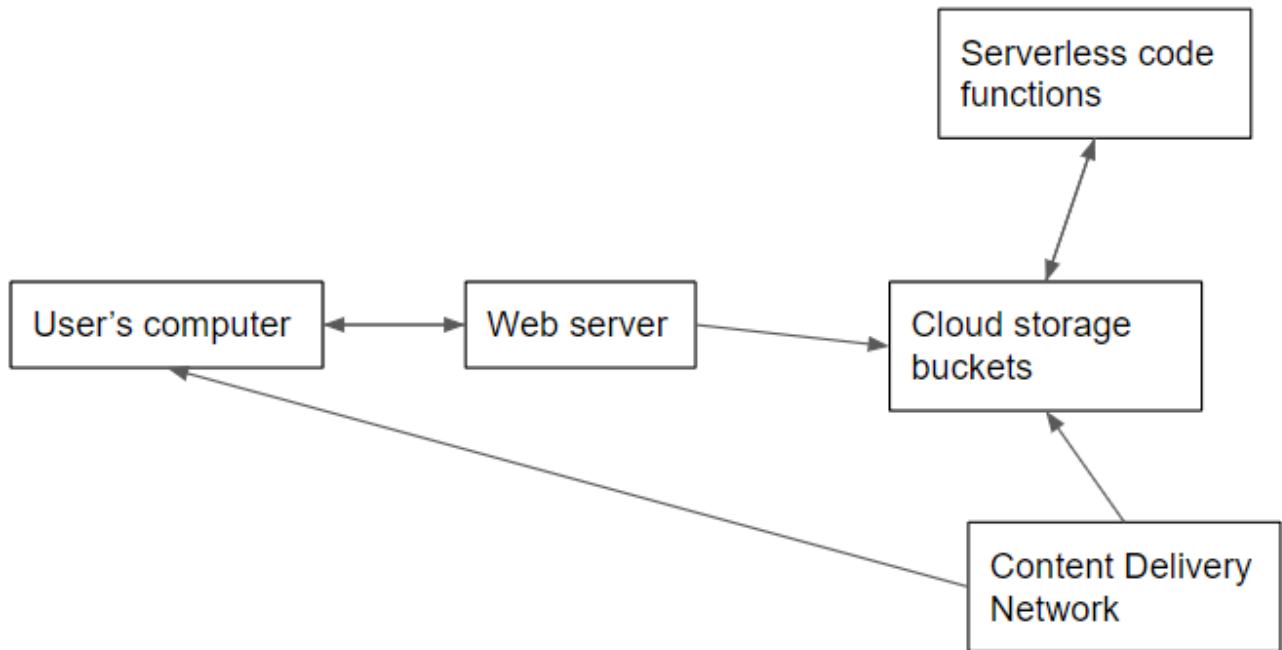 Serverless code
functions
User’s computer
Web server
Cloud storage
buckets
Content Delivery
Network